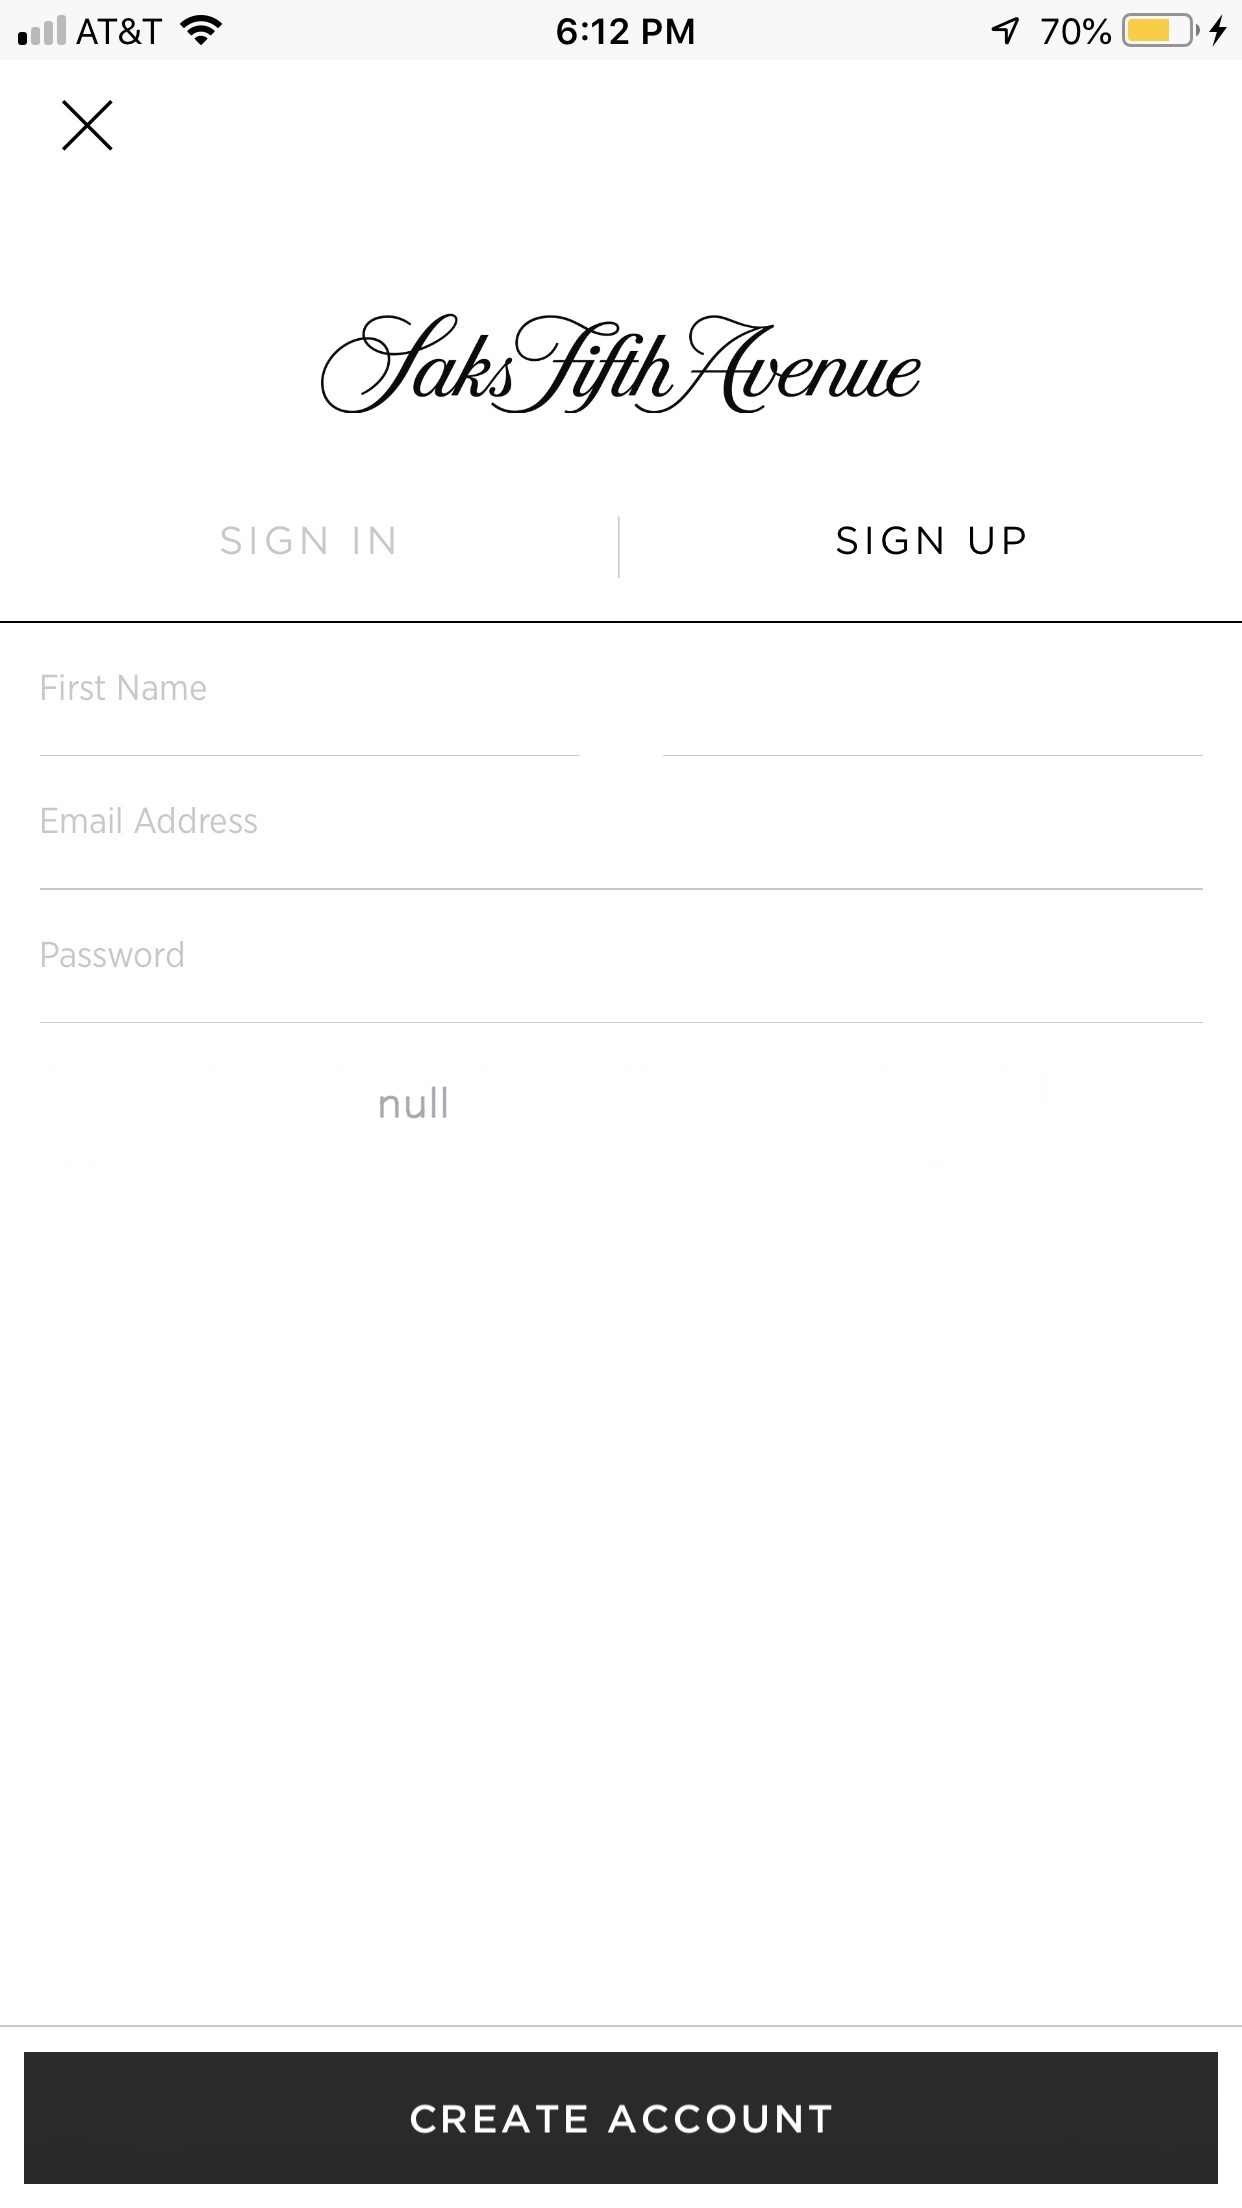 AT&T 6:12 PM 70%
Saks Fifth Avenue
SIGN IN SIGN UP
First Name
Email Address
Password
null
CREATE ACCOUNT